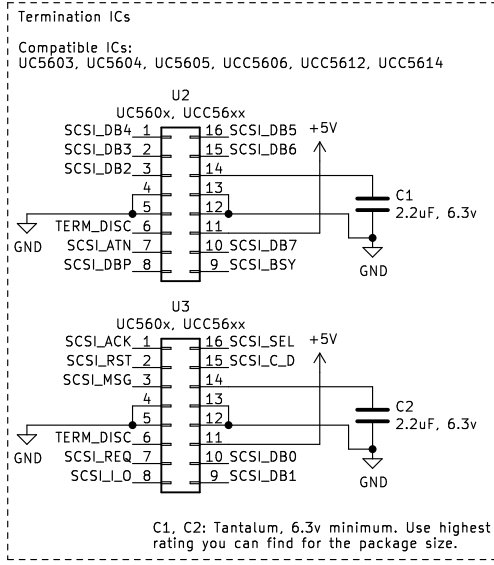 Termination ICs
Compatible ICs:
UC5603, UC5604, UC5605, UCC5606, UCC5612, UCC5614
U2
UC560x, UCC56xx
SCSI_DB4 1 16 SCSI_DB5 +5V
SCSI_DB3 2 15 SCSI_DB6
SCSI_DB2 3 14
4 13 C1
5 12 2.2uF, 6.3v
TERM_DISC 6 11
GND SCSI_ATN 7 10 SCSI_DB7
SCSI_DBP 8 9 SCSI_BSY GND
U3
UC560x, UCC56xx
SCSI_ACK 1 16 SCSI_SEL +5V
SCSI_RST 2 15 SCSI_C_D
SCSI_MSG 3 14
4 13 C2
5 12 2.2uF, 6.3v
TERM_DISC 6 11
GND SCSI_REQ 7 10 SCSI_DB0
SCSI_I_O 8 9 SCSI_DB1 GND
C1, C2: Tantalum, 6.3v minimum. Use highest
rating you can find for the package size.